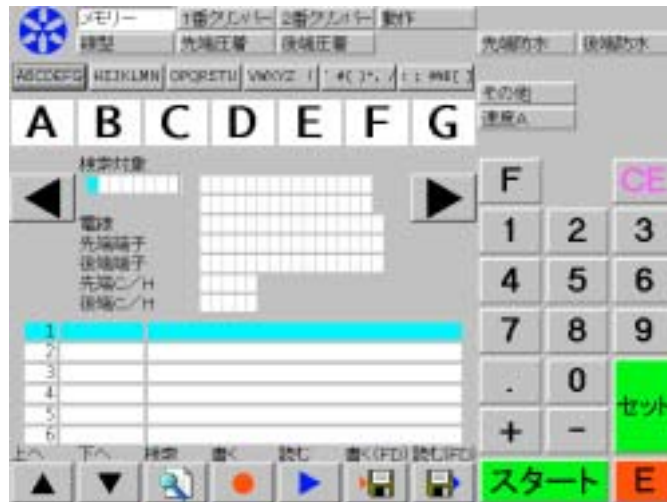 メモリー 1番クリンパー 2番クリンパー 動作
線型 先端圧着 後端圧着 先端防水 後端防水
ABCDEFG HIJKLMN OPQRSTU VWXYZ
その他
A B C D E F G 速度A
検索対象
F CE
電線 1 2 3
先端端子
後端端子
先端C/H 4 5 6
後端C/H
1 7 8 9
2
3
4 . 0 セット
5
6 + -
上へ 下へ 検索 書く 読む 書く(FD) 読む(FD)
スタート E